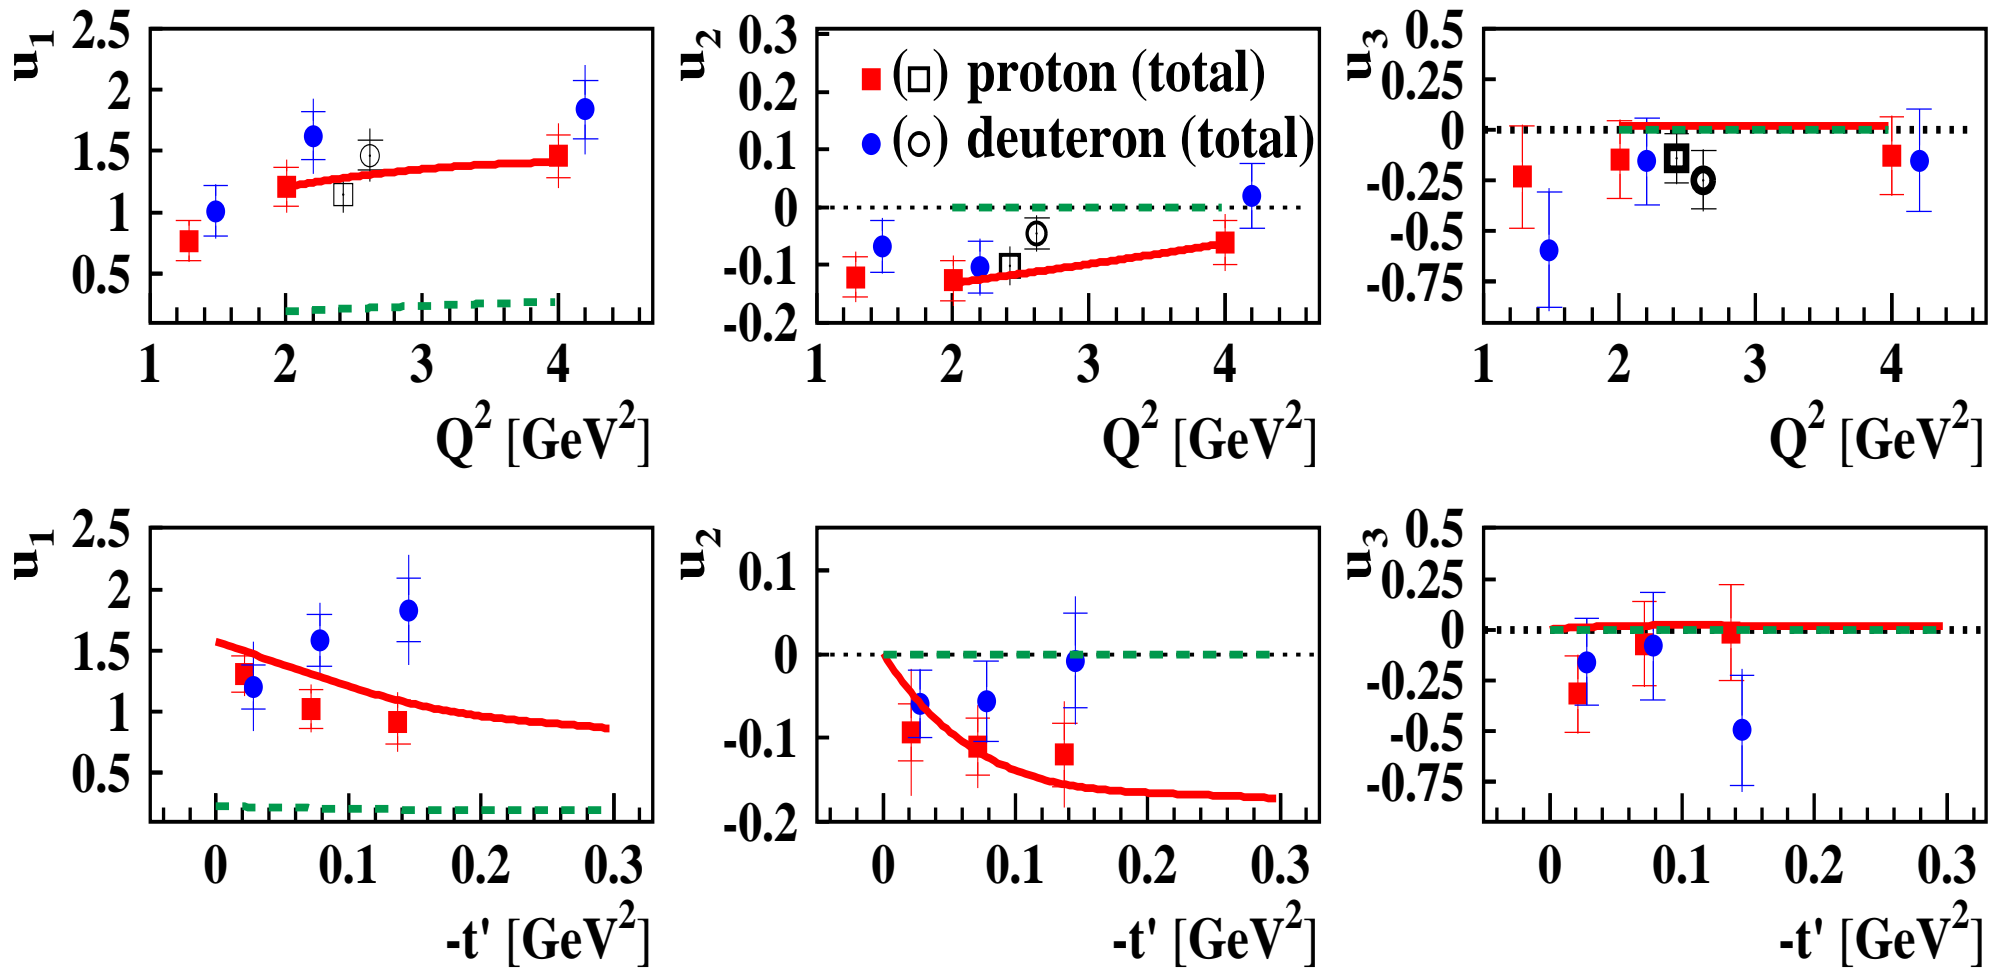 u1
2.5
2
1.5
1
0.5
1 2 3 4
Q² [GeV²]
u2
0.3
0.2
0.1
0
-0.1
-0.2
1 2 3 4
Q² [GeV²]
( ) proton (total)
( ) deuteron (total)
u3
0.5
0.25
0
-0.25
-0.5
-0.75
1 2 3 4
Q² [GeV²]
u1
2.5
2
1.5
1
0.5
0 0.1 0.2 0.3
-t' [GeV²]
u2
0.1
0
-0.1
-0.2
0 0.1 0.2 0.3
-t' [GeV²]
u3
0.5
0.25
0
-0.25
-0.5
-0.75
0 0.1 0.2 0.3
-t' [GeV²]